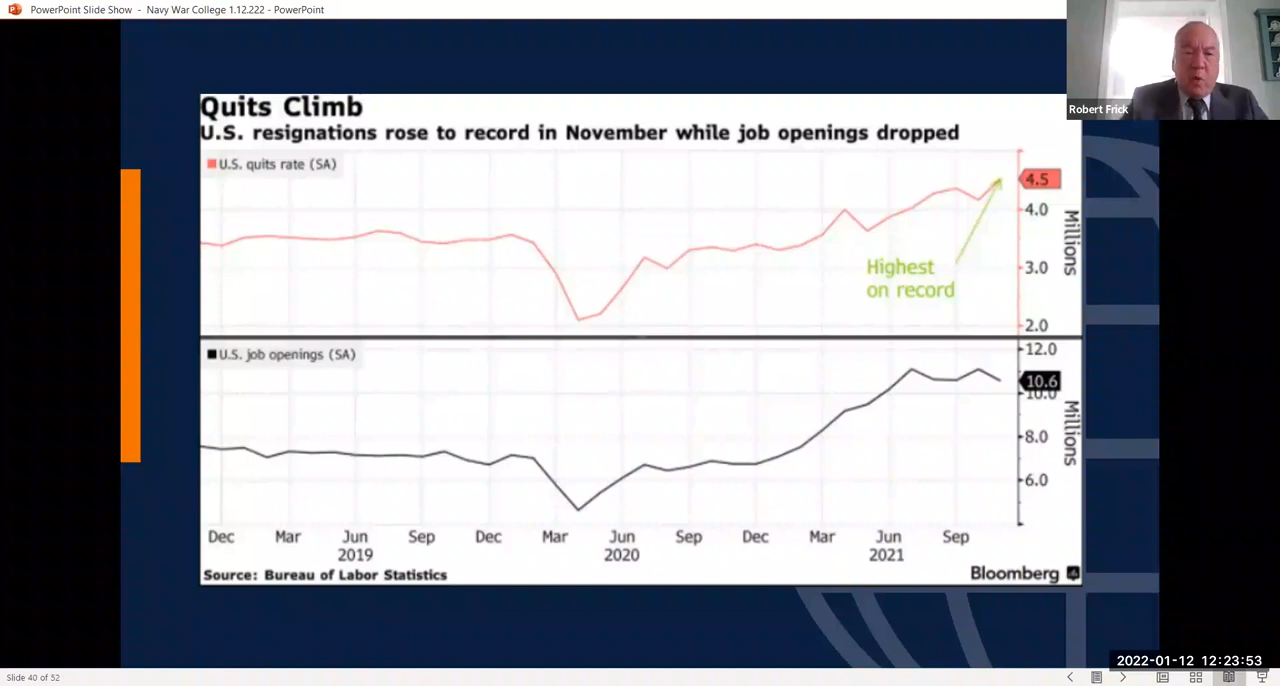 PowerPoint Slide Show - Navy War College 1.12.222 - PowerPoint
Robert Frick
Quits Climb
U.S. resignations rose to record in November while job openings dropped
U.S. quits rate (SA)
4.5
4.0
3.0
2.0
Millions
Highest
on record
U.S. job openings (SA)
12.0
10.6
10.0
8.0
6.0
Millions
Dec Mar Jun Sep Dec Mar Jun Sep Dec Mar Jun Sep
2019 2020 2021
Source: Bureau of Labor Statistics
Bloomberg
2022-01-12 12:23:53
Slide 40 of 52